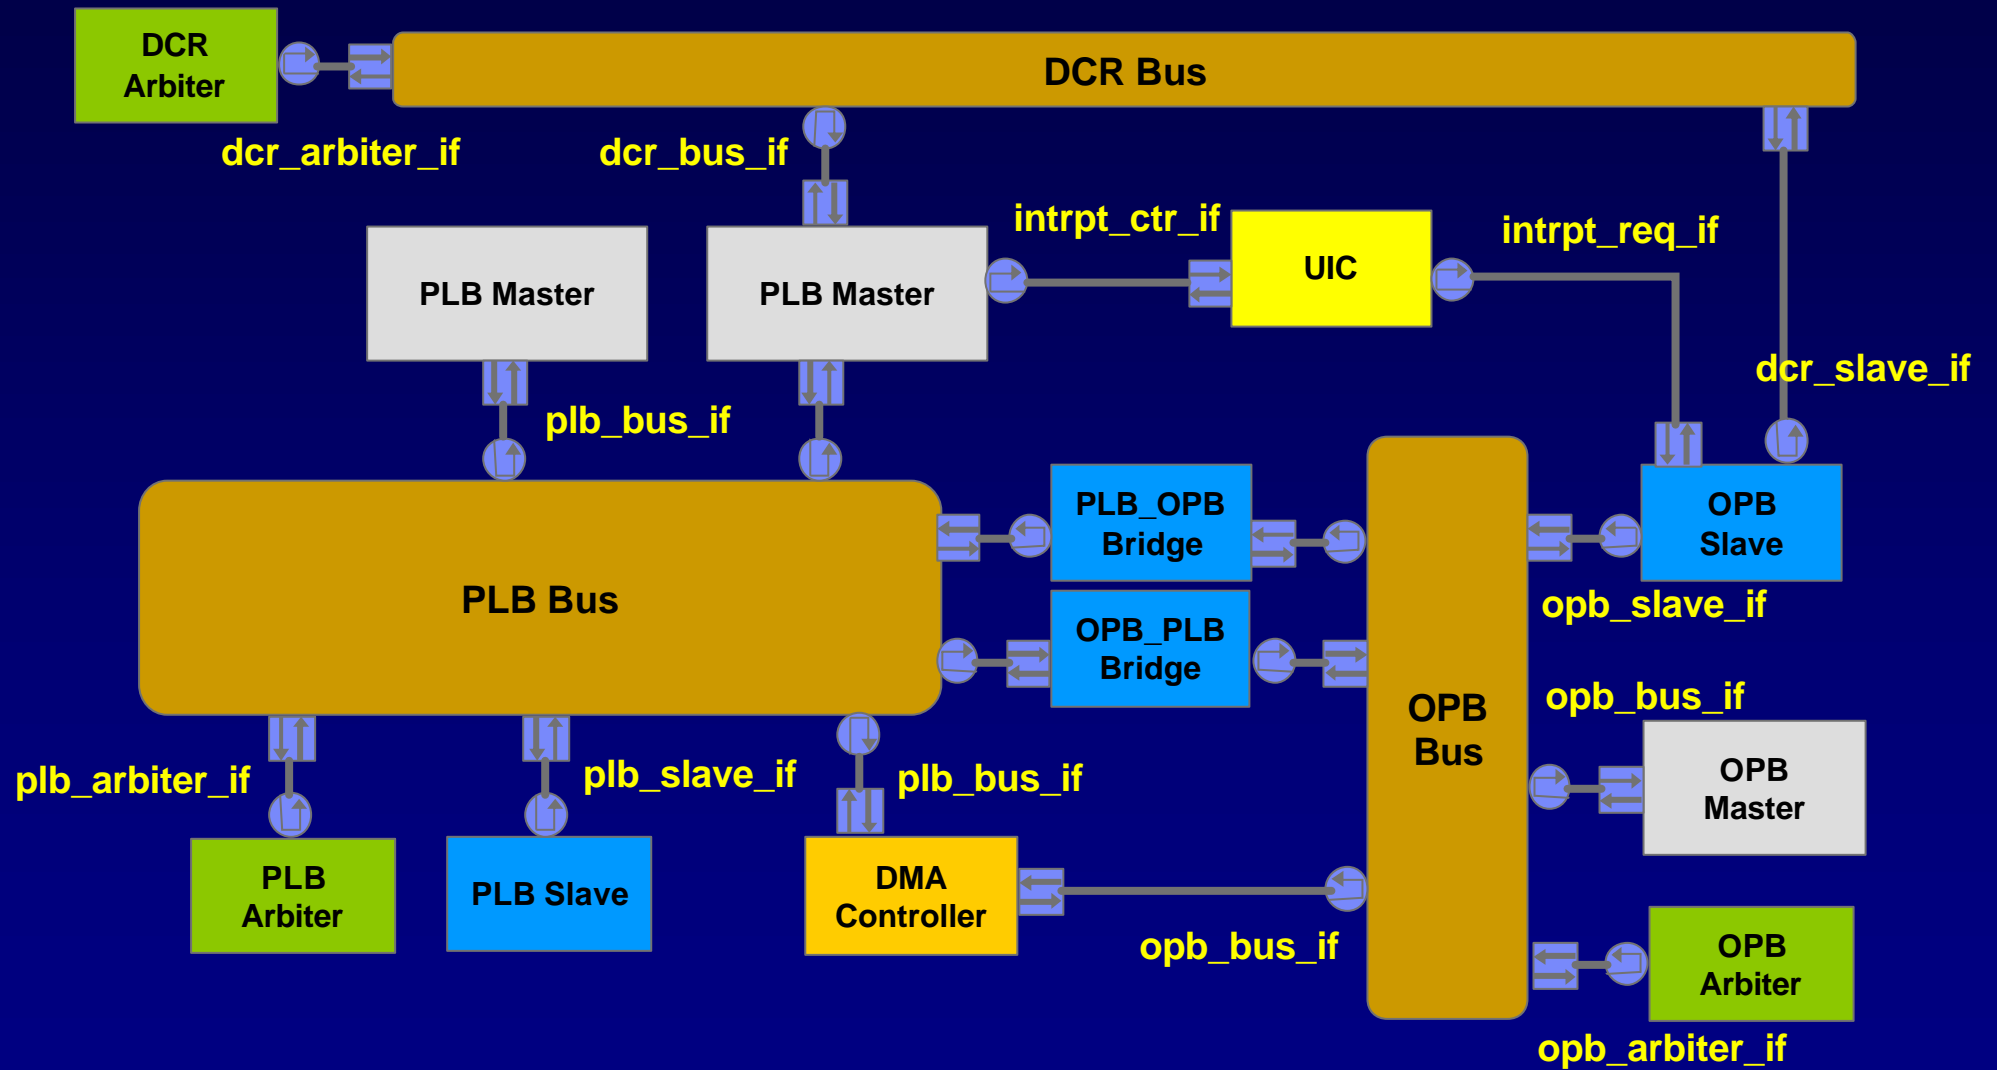 DCR
Arbiter
DCR Bus
dcr_arbiter_if
dcr_bus_if
intrpt_ctr_if
intrpt_req_if
PLB Master
PLB Master
UIC
dcr_slave_if
plb_bus_if
PLB_OPB
Bridge
OPB
Slave
PLB Bus
opb_slave_if
OPB_PLB
Bridge
OPB
Bus
opb_bus_if
OPB
Master
plb_arbiter_if
plb_slave_if
plb_bus_if
PLB
Arbiter
PLB Slave
DMA
Controller
opb_bus_if
OPB
Arbiter
opb_arbiter_if